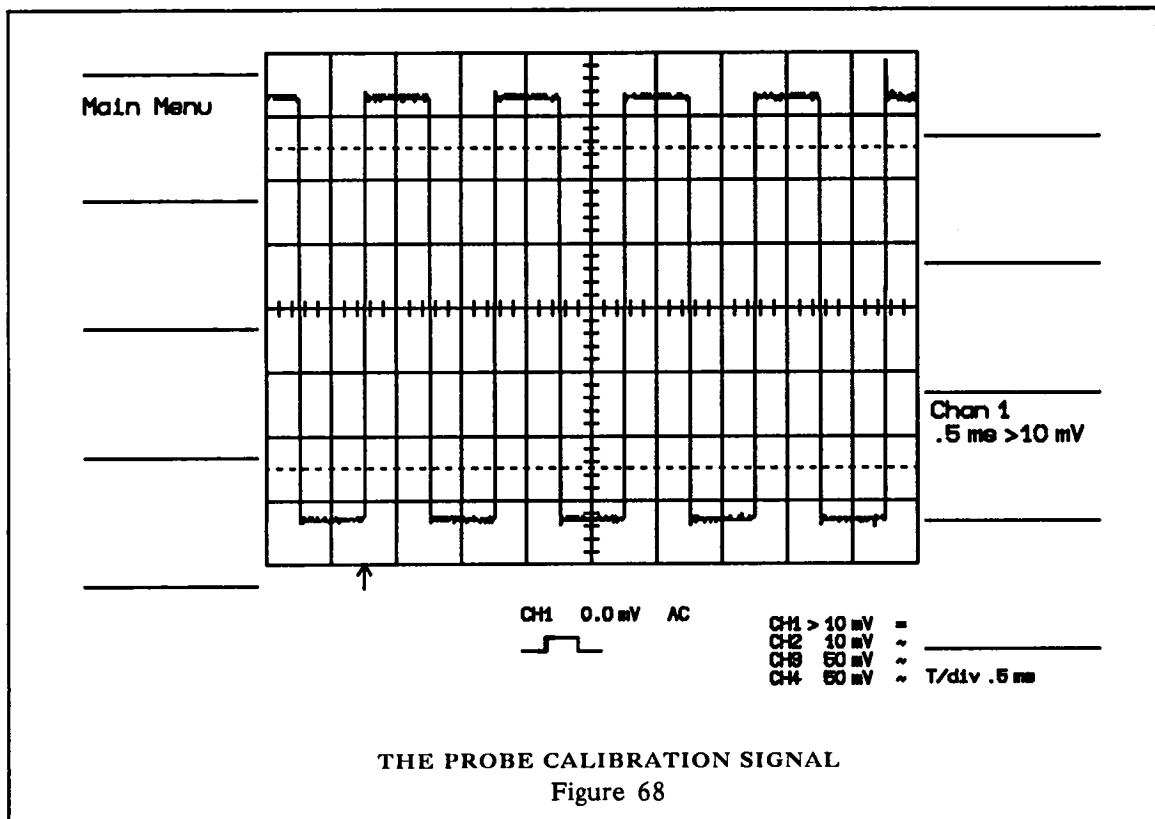 Main Menu
Chan 1
.5 ms >10 mV
CH1 0.0 mV AC
CH1 > 10 mV =
CH2 10 mV ~
CH3 50 mV ~
CH4 50 mV ~
T/div .5 ms
THE PROBE CALIBRATION SIGNAL
Figure 68